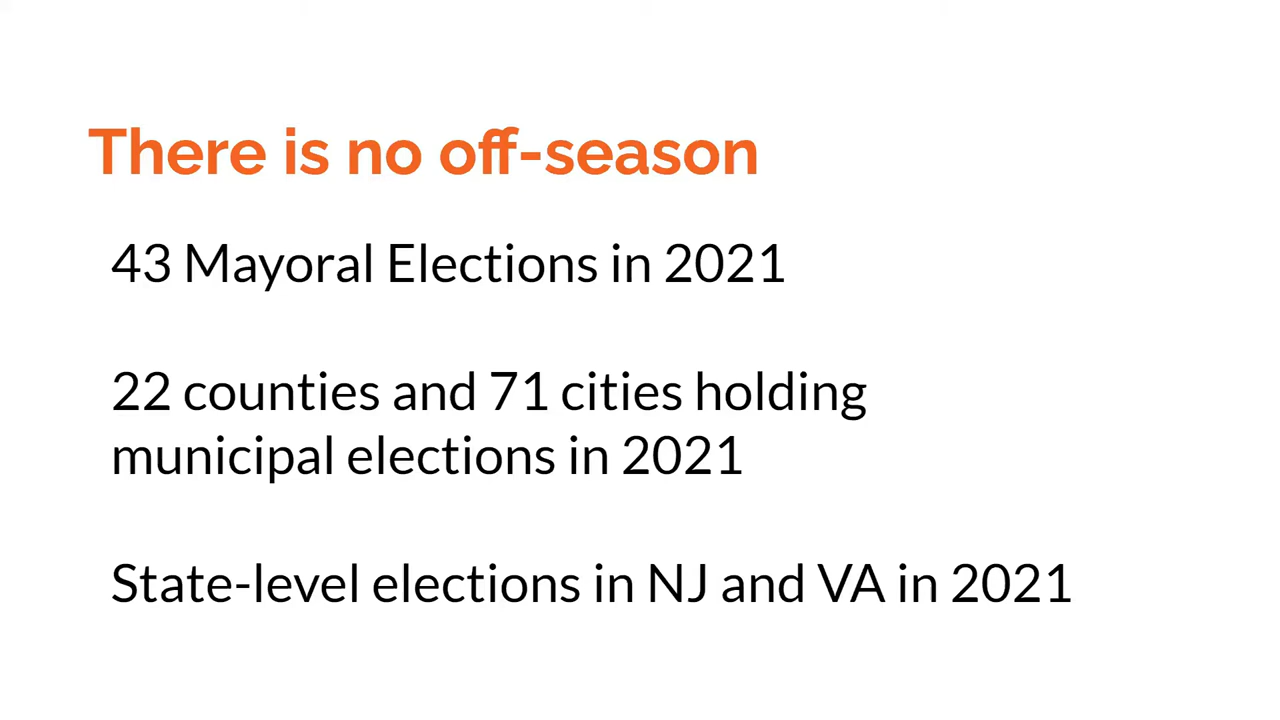 There is no off-season
43 Mayoral Elections in 2021
22 counties and 71 cities holding
municipal elections in 2021
State-level elections in NJ and VA in 2021